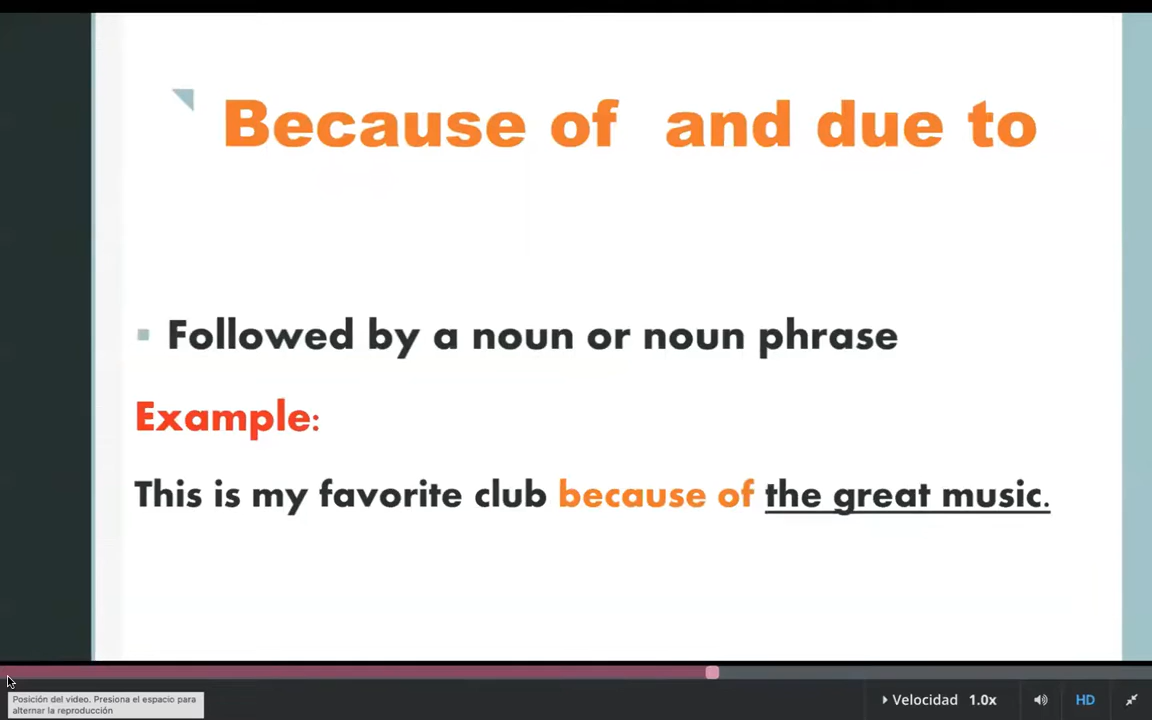 Because of and due to
Followed by a noun or noun phrase
Example:
This is my favorite club because of the great music.
Posición del video. Presiona el espacio para
alternar la reproducción
Velocidad 1.0x
HD